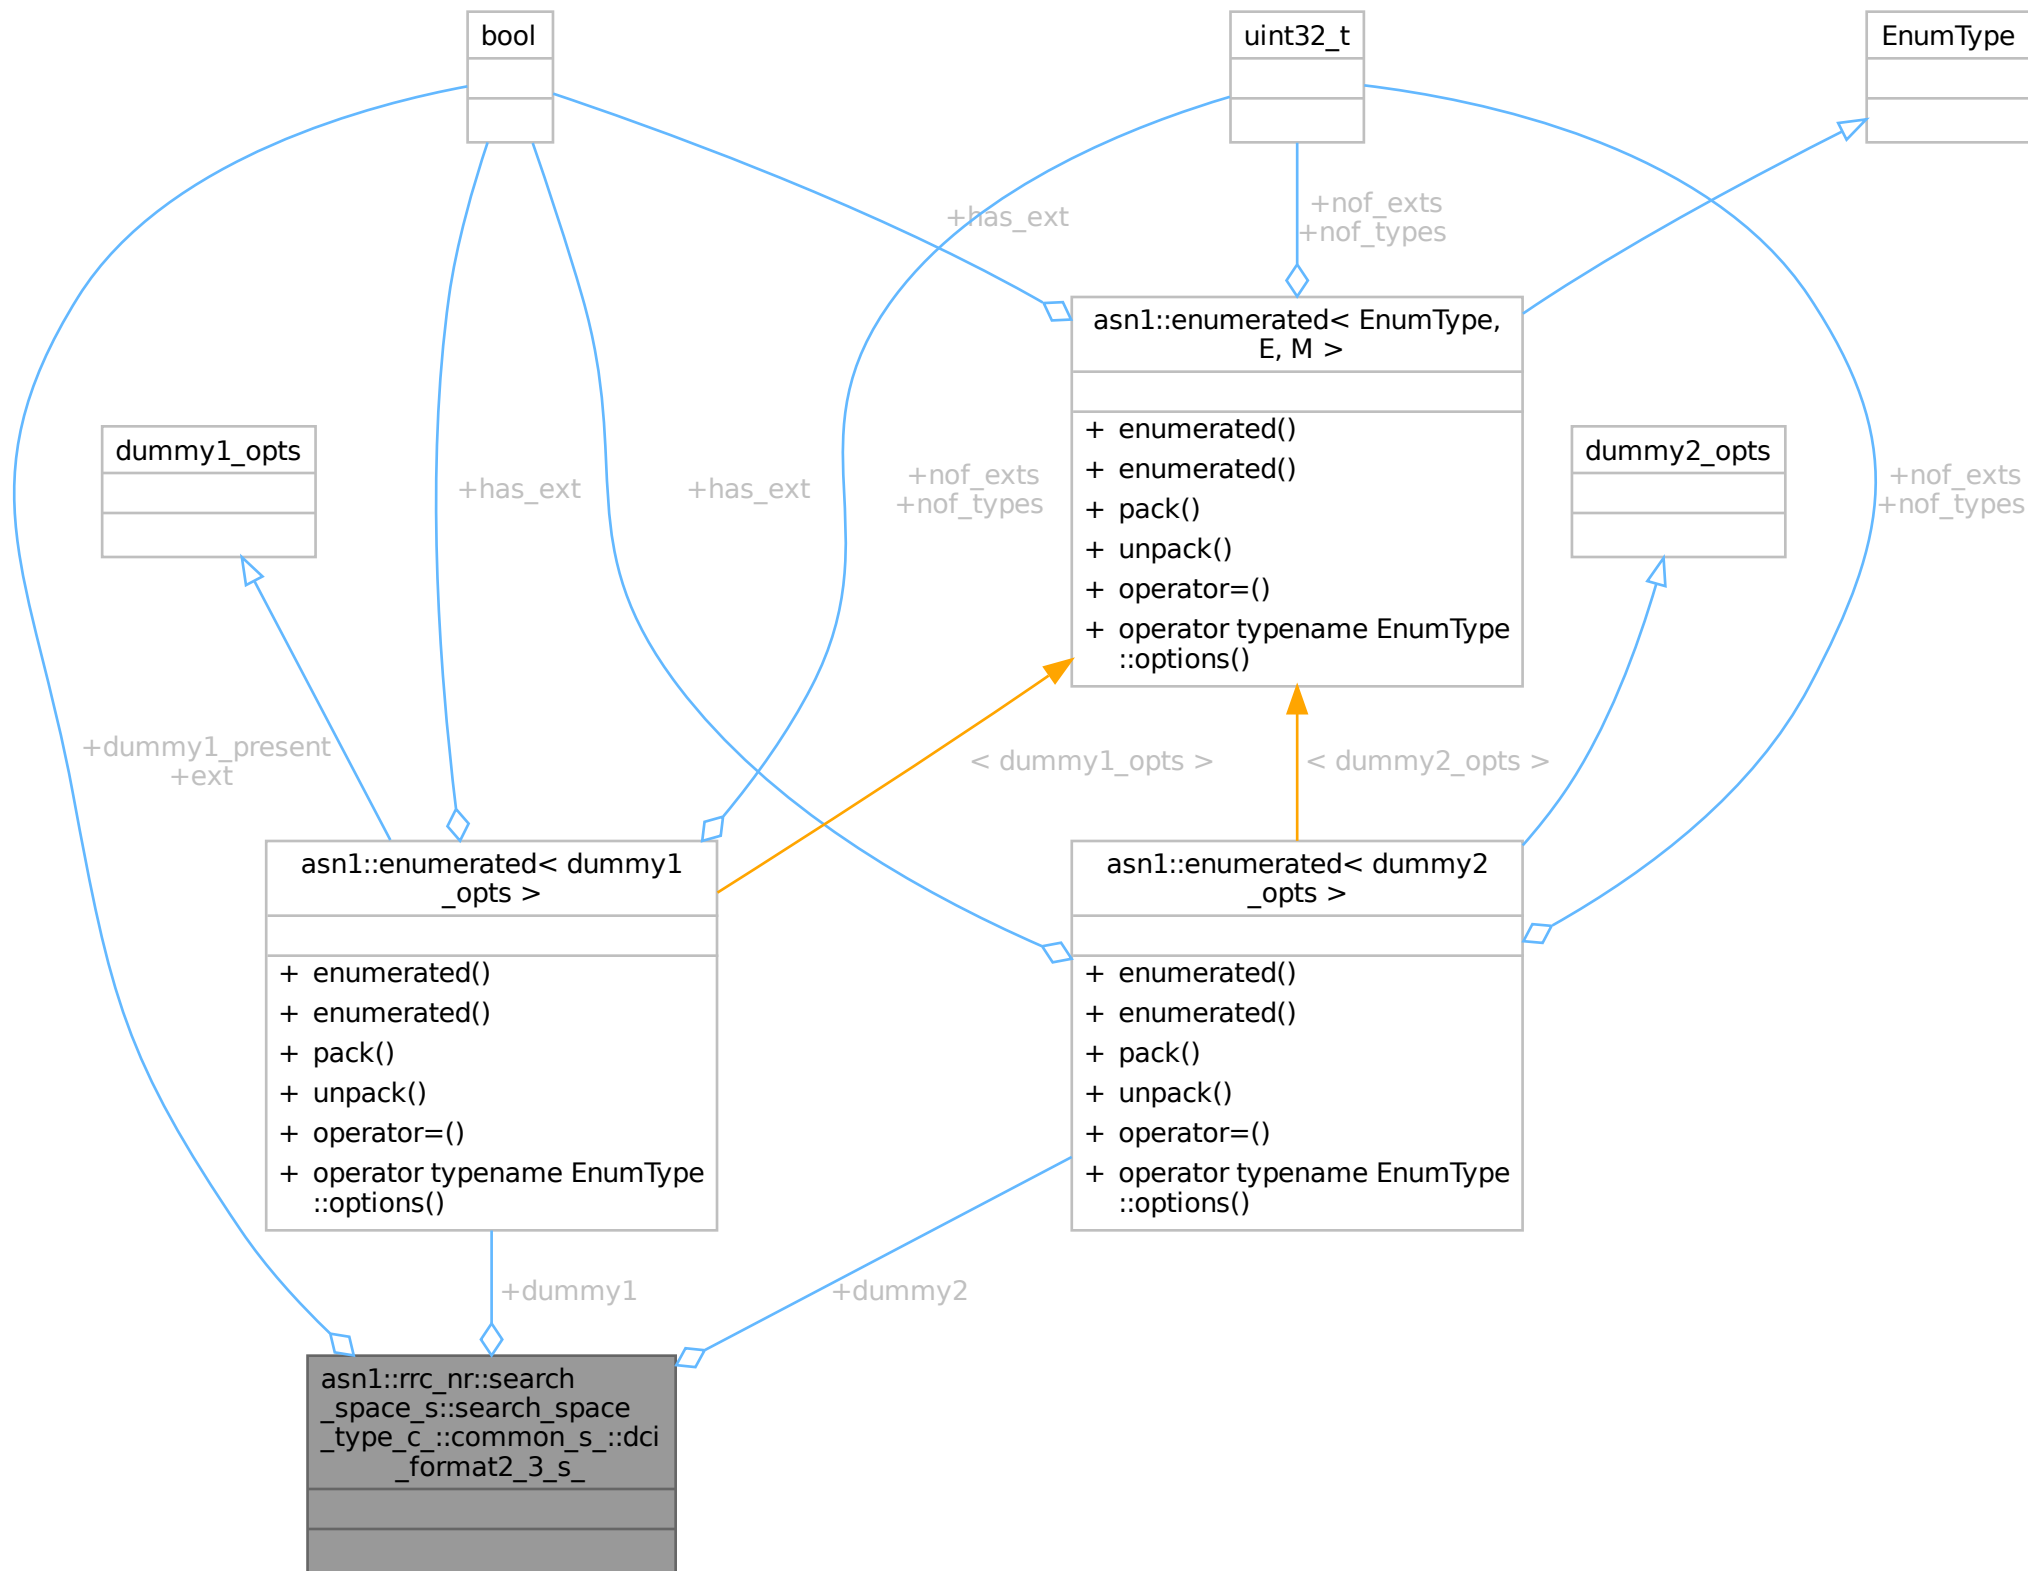 bool
uint32_t
EnumType
+has_ext
+nof_exts
+nof_types
asn1::enumerated< EnumType,
E, M >
+ enumerated()
+ enumerated()
+ pack()
+ unpack()
+ operator=()
+ operator typename EnumType
::options()
dummy1_opts
+has_ext
+has_ext
+nof_exts
+nof_types
dummy2_opts
+nof_exts
+nof_types
+dummy1_present
+ext
< dummy1_opts >
< dummy2_opts >
asn1::enumerated< dummy1
_opts >
+ enumerated()
+ enumerated()
+ pack()
+ unpack()
+ operator=()
+ operator typename EnumType
::options()
asn1::enumerated< dummy2
_opts >
+ enumerated()
+ enumerated()
+ pack()
+ unpack()
+ operator=()
+ operator typename EnumType
::options()
+dummy1
+dummy2
asn1::rrc_nr::search
_space_s::search_space
_type_c_::common_s_::dci
_format2_3_s_